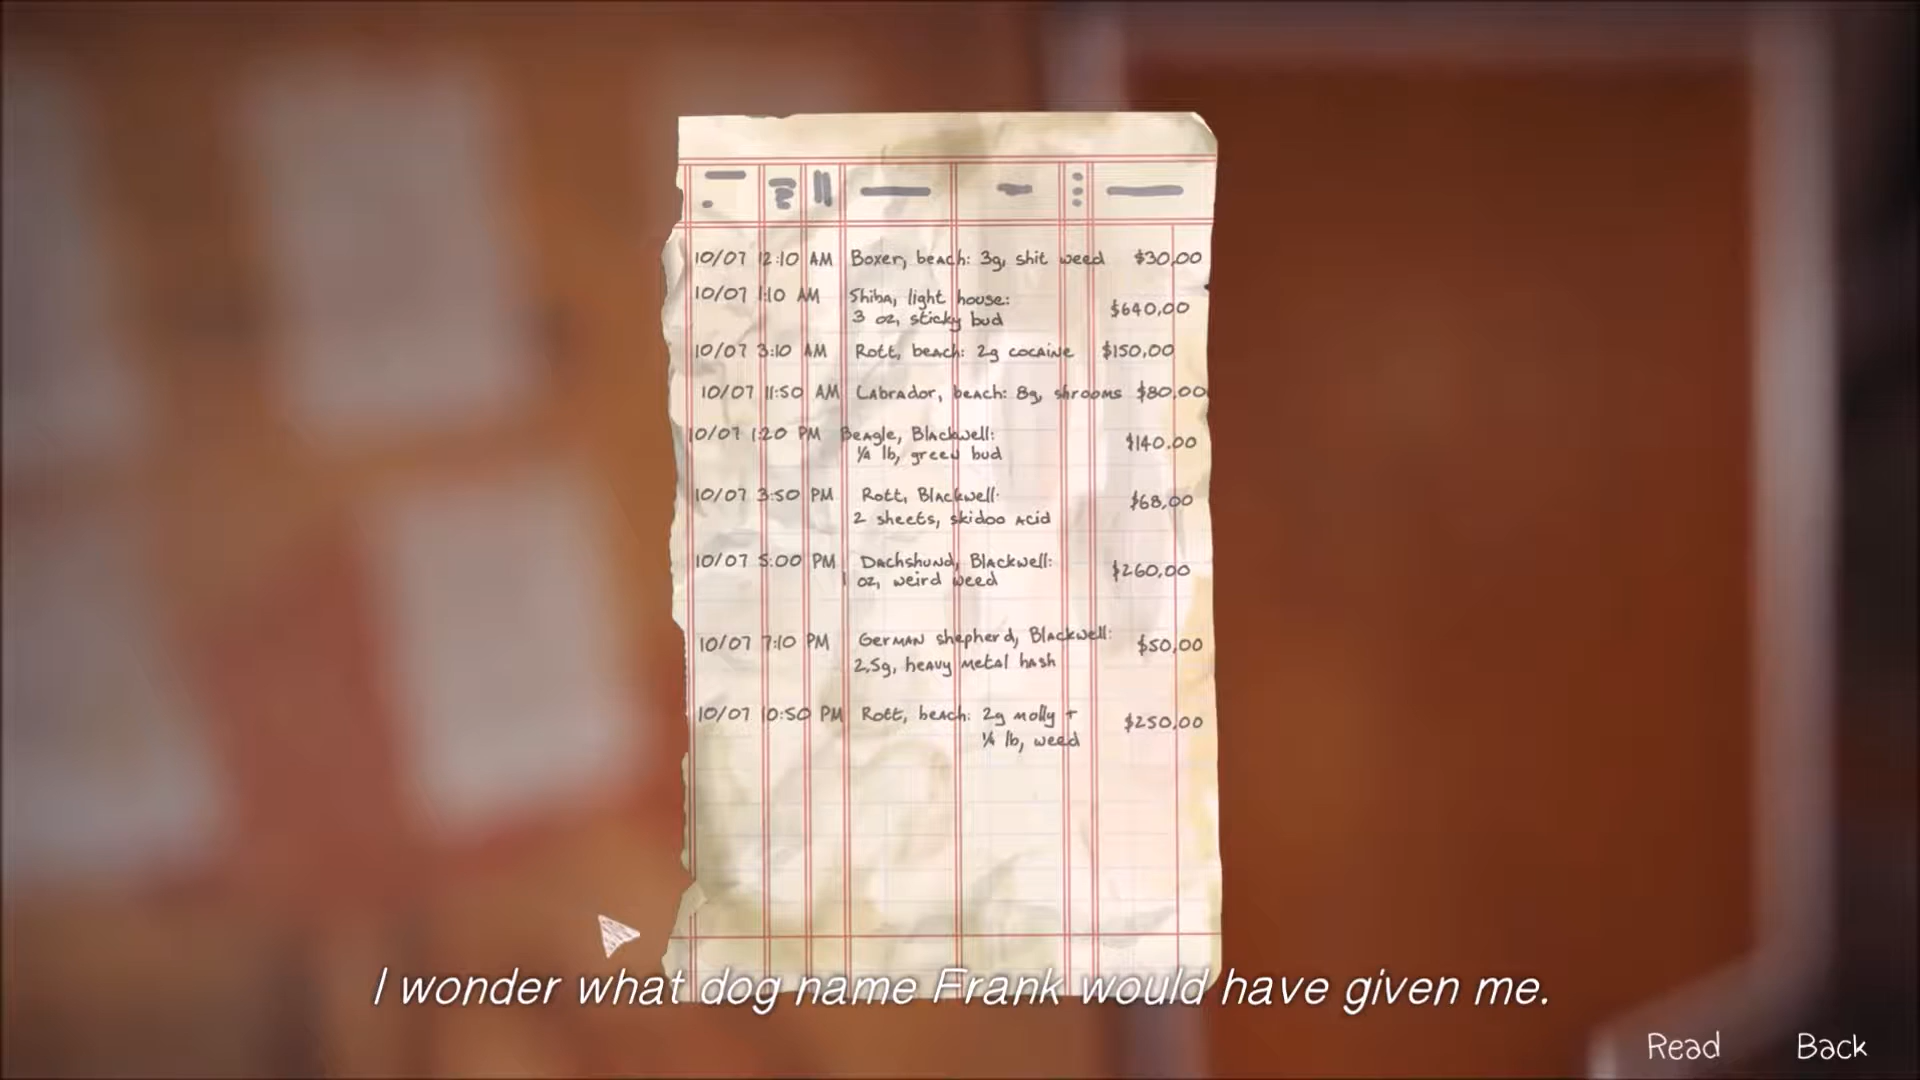 10/07 12:10 AM Boxer, beach: 3g, shit weed $30,00
10/07 1:10 AM Shiba, light house:
3 oz, sticky bud $640,00
10/07 3:10 AM Rott, beach: 2g cocaine $150,00
10/07 11:50 AM Labrador, beach: 8g, shrooms $80,00
10/07 1:20 PM Beagle, Blackwell:
1/4 lb, green bud $140.00
10/07 3:50 PM Rott, Blackwell:
2 sheets, skidoo acid $68,00
10/07 5:00 PM Dachshund, Blackwell:
1 oz, weird weed $260,00
10/07 7:10 PM German shepherd, Blackwell:
2,5g, heavy metal hash $50,00
10/07 10:50 PM Rott, beach: 2g molly +
1/4 lb, weed $250,00
I wonder what dog name Frank would have given me.
Read Back